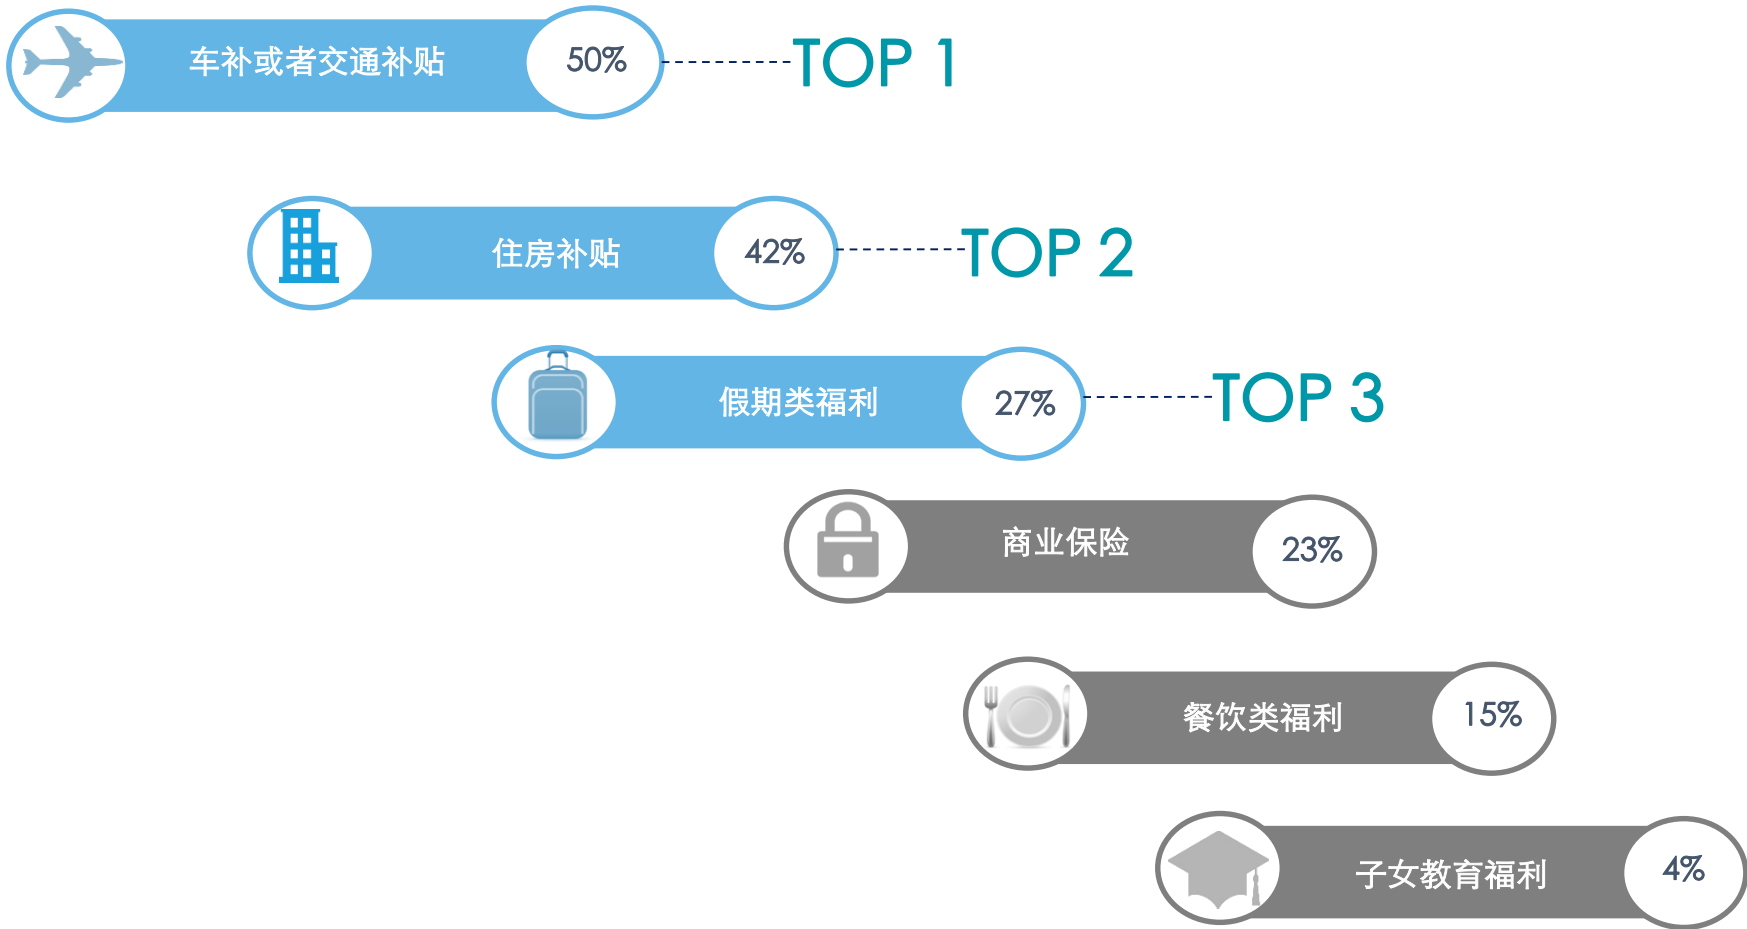 车补或者交通补贴 50% TOP 1
住房补贴 42% TOP 2
假期类福利 27% TOP 3
商业保险 23%
餐饮类福利 15%
子女教育福利 4%